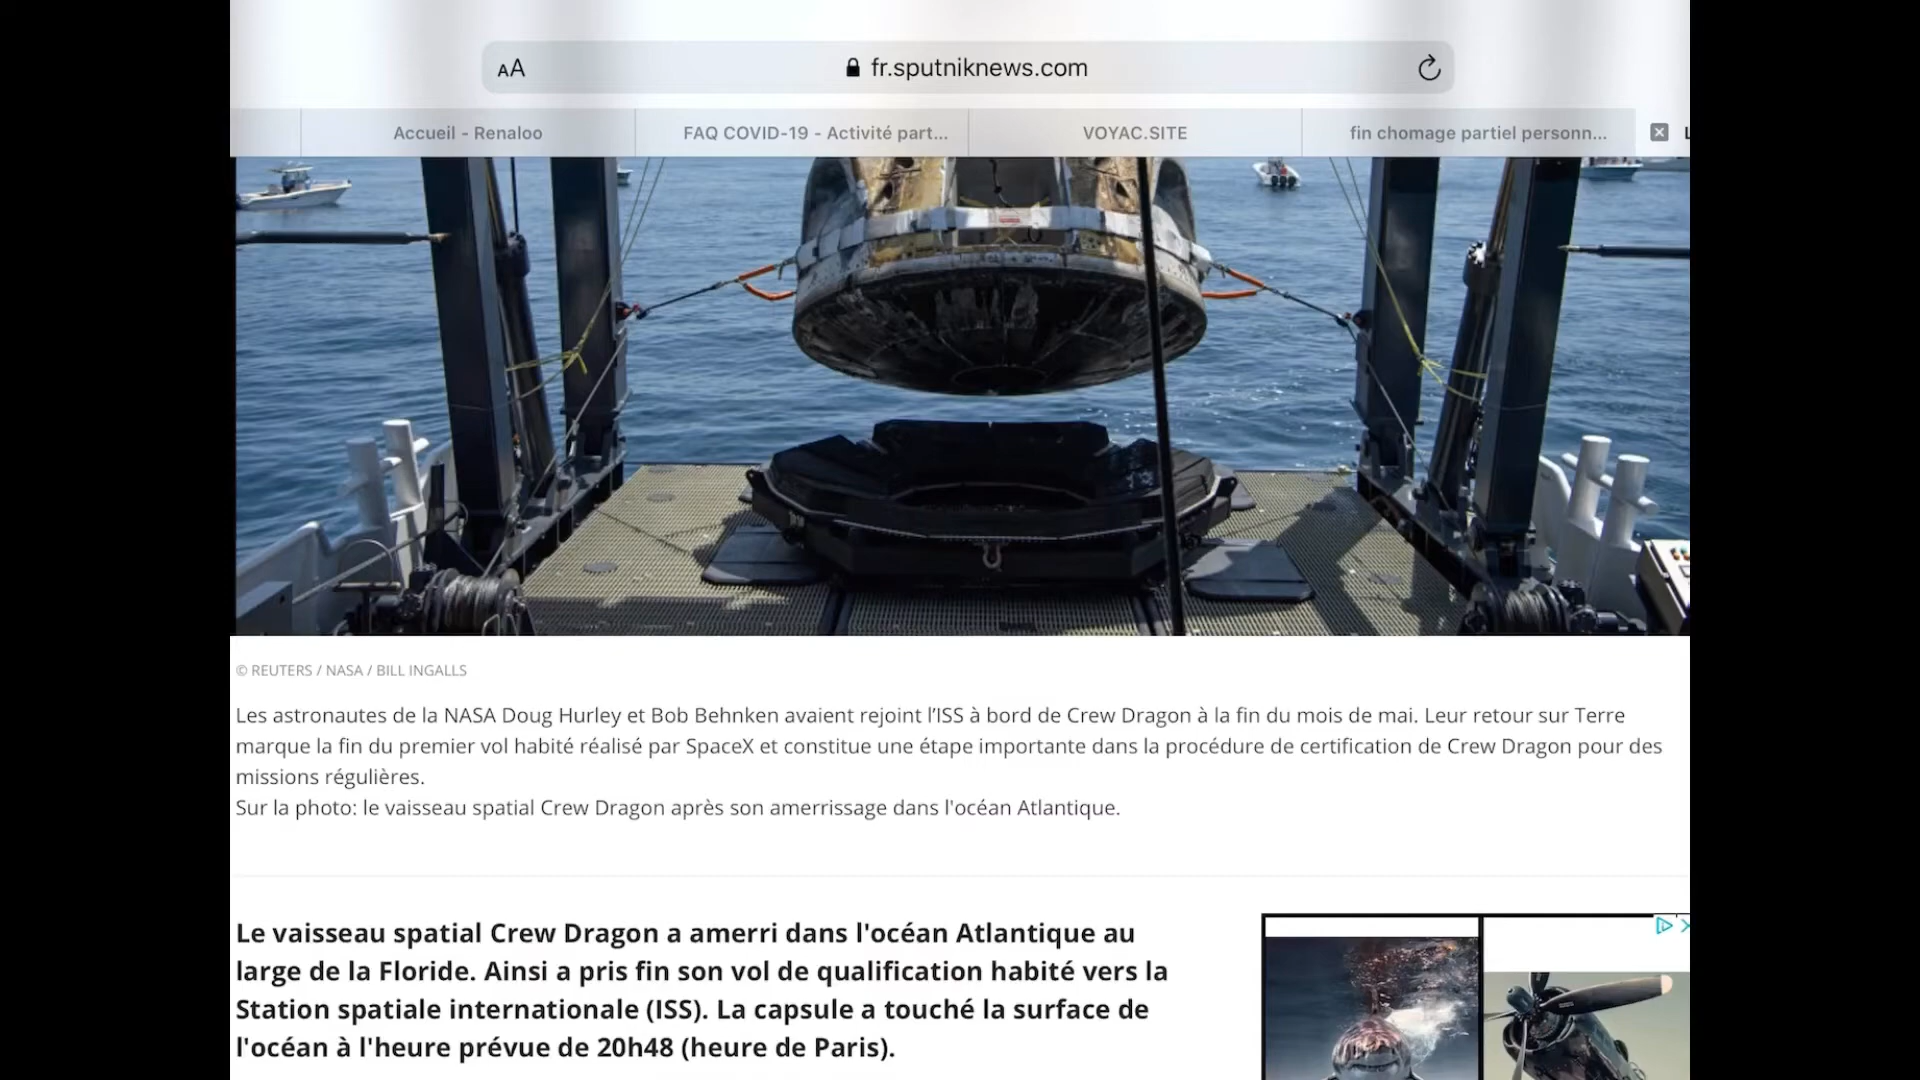 AA
fr.sputniknews.com
Accueil - Renaloo
FAQ COVID-19 - Activité part...
VOYAC.SITE
fin chomage partiel personn...
© REUTERS / NASA / BILL INGALLS
Les astronautes de la NASA Doug Hurley et Bob Behnken avaient rejoint l’ISS à bord de Crew Dragon à la fin du mois de mai. Leur retour sur Terre
marque la fin du premier vol habité réalisé par SpaceX et constitue une étape importante dans la procédure de certification de Crew Dragon pour des
missions régulières.
Sur la photo: le vaisseau spatial Crew Dragon après son amerrissage dans l'océan Atlantique.
Le vaisseau spatial Crew Dragon a amerri dans l'océan Atlantique au
large de la Floride. Ainsi a pris fin son vol de qualification habité vers la
Station spatiale internationale (ISS). La capsule a touché la surface de
l'océan à l'heure prévue de 20h48 (heure de Paris).